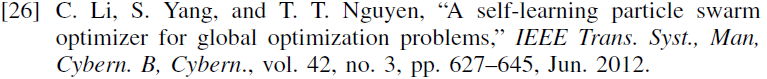 [26] C. Li, S. Yang, and T. T. Nguyen, “A self-learning particle swarm
optimizer for global optimization problems,” IEEE Trans. Syst., Man,
Cybern. B, Cybern., vol. 42, no. 3, pp. 627–645, Jun. 2012.